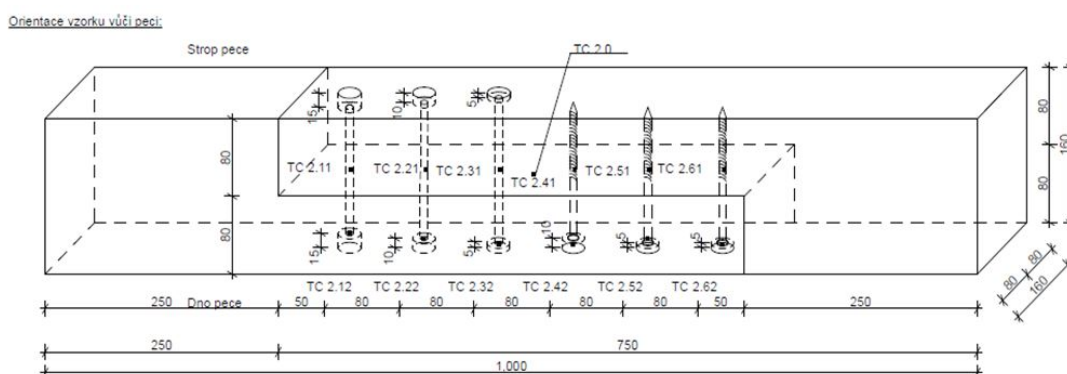 Orientace vzorku vůči peci:
Strop pece
TC 2.0
15
10
5
80
80
160
80
TC 2.11
TC 2.21
TC 2.31
TC 2.41
TC 2.51
TC 2.61
80
15
10
5
10
5
5
80
80
160
TC 2.12
TC 2.22
TC 2.32
TC 2.42
TC 2.52
TC 2.62
250
Dno pece
50
80
80
80
80
80
50
250
250
750
1,000